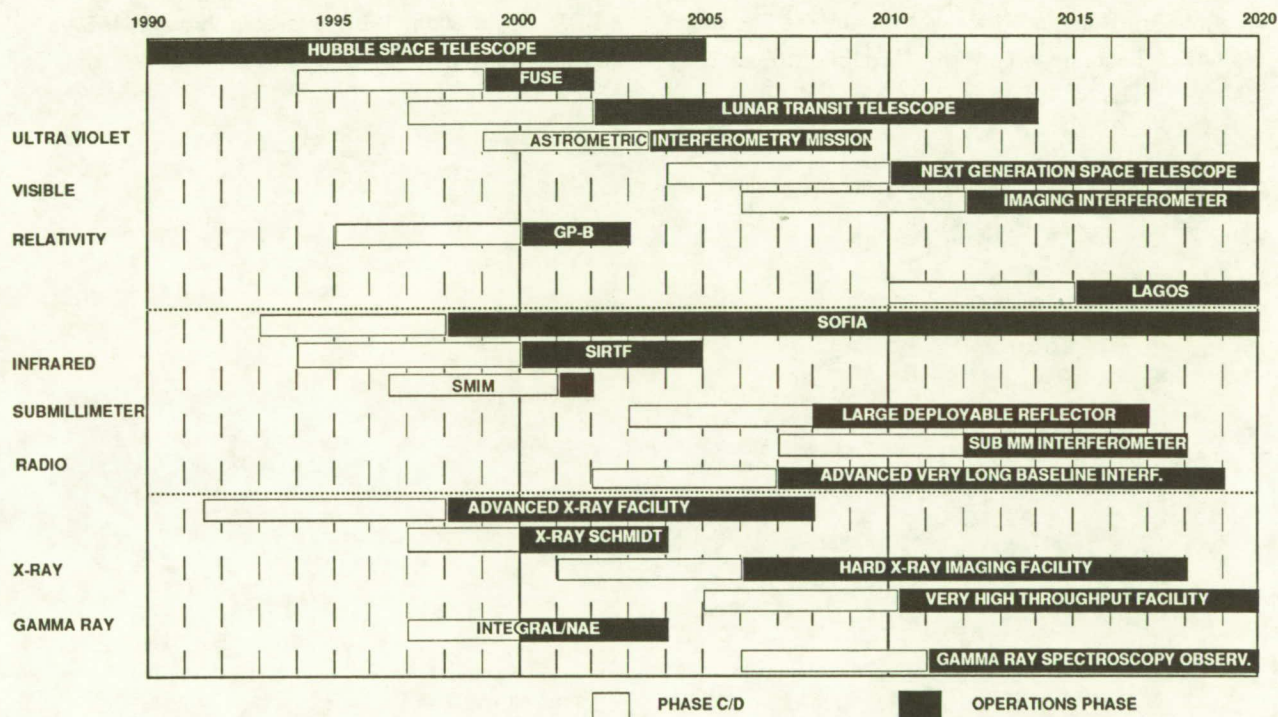 1990 1995 2000 2005 2010 2015 2020
HUBBLE SPACE TELESCOPE
FUSE
LUNAR TRANSIT TELESCOPE
ULTRA VIOLET
ASTROMETRIC INTERFEROMETRY MISSION
NEXT GENERATION SPACE TELESCOPE
VISIBLE
IMAGING INTERFEROMETER
RELATIVITY
GP-B
LAGOS
SOFIA
INFRARED
SIRTF
SMIM
SUBMILLIMETER
LARGE DEPLOYABLE REFLECTOR
SUB MM INTERFEROMETER
RADIO
ADVANCED VERY LONG BASELINE INTERF.
ADVANCED X-RAY FACILITY
X-RAY SCHMIDT
X-RAY
HARD X-RAY IMAGING FACILITY
VERY HIGH THROUGHPUT FACILITY
GAMMA RAY
INTEGRAL/NAE
GAMMA RAY SPECTROSCOPY OBSERV.
PHASE C/D
OPERATIONS PHASE